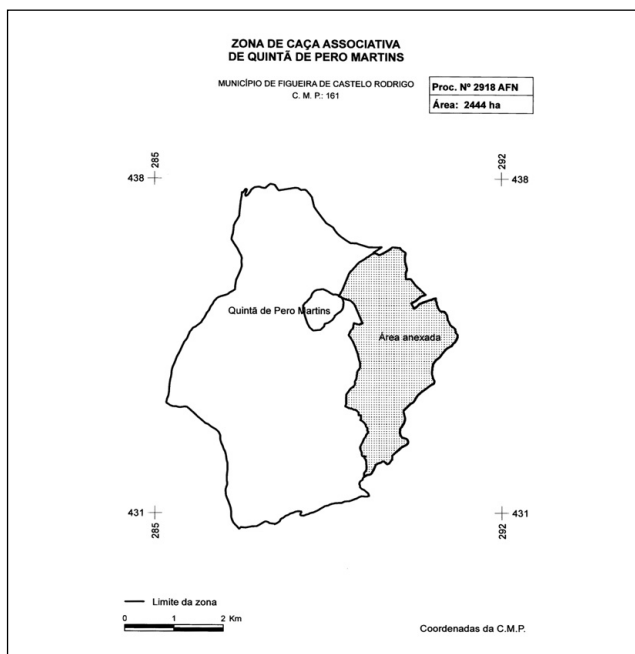 ZONA DE CAÇA ASSOCIATIVA
DE QUINTÃ DE PERO MARTINS
MUNICÍPIO DE FIGUEIRA DE CASTELO RODRIGO
C. M. P.: 161
Proc. Nº 2918 AFN
Área: 2444 ha
285
292
438
438
Quintã de Pero Martins
Área anexada
431
431
285
292
Limite da zona
0 1 2 Km
Coordenadas da C.M.P.